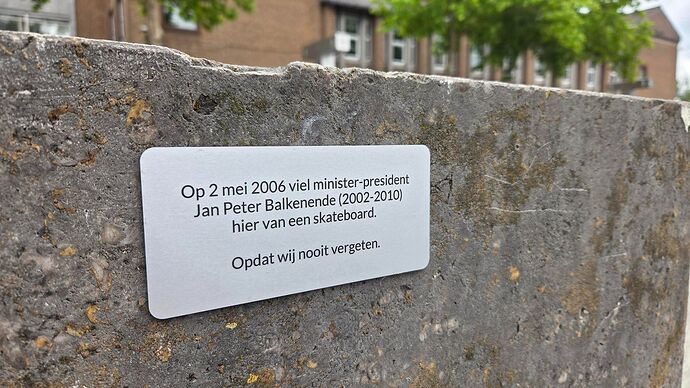 Op 2 mei 2006 viel minister-president
Jan Peter Balkenende (2002-2010)
hier van een skateboard.
Opdat wij nooit vergeten.